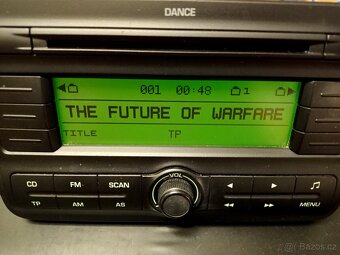 DANCE
001 00:48 1
THE FUTURE OF WARFARE
TITLE TP
CD FM SCAN VOL
TP AM AS MENU
Bazos.cz